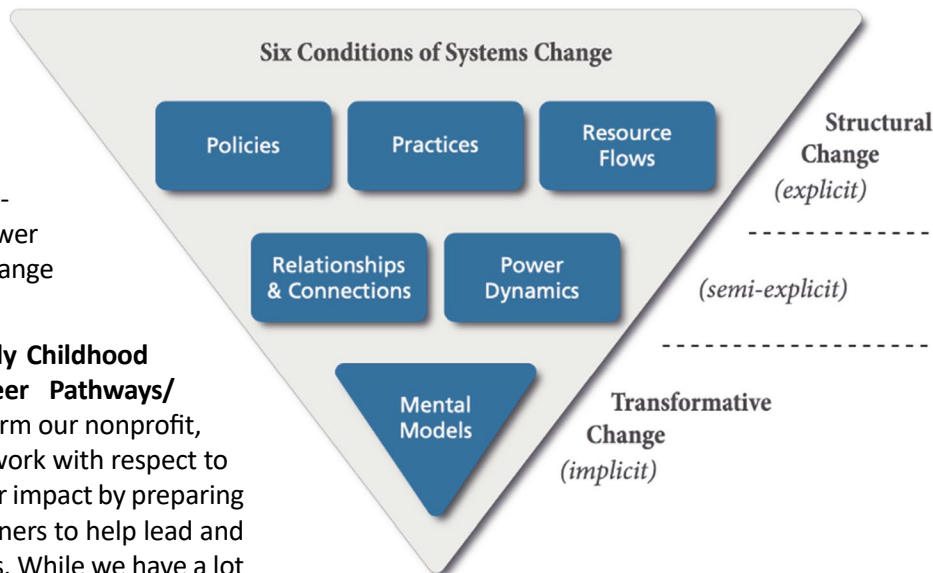 Six Conditions of Systems Change
Policies
Practices
Resource
Flows
Structural
Change
(explicit)
Relationships
& Connections
Power
Dynamics
(semi-explicit)
Mental
Models
Transformative
Change
(implicit)
-
wer
ange
ly Childhood
eer Pathways/
rm our nonprofit,
work with respect to
r impact by preparing
ners to help lead and
s. While we have a lot